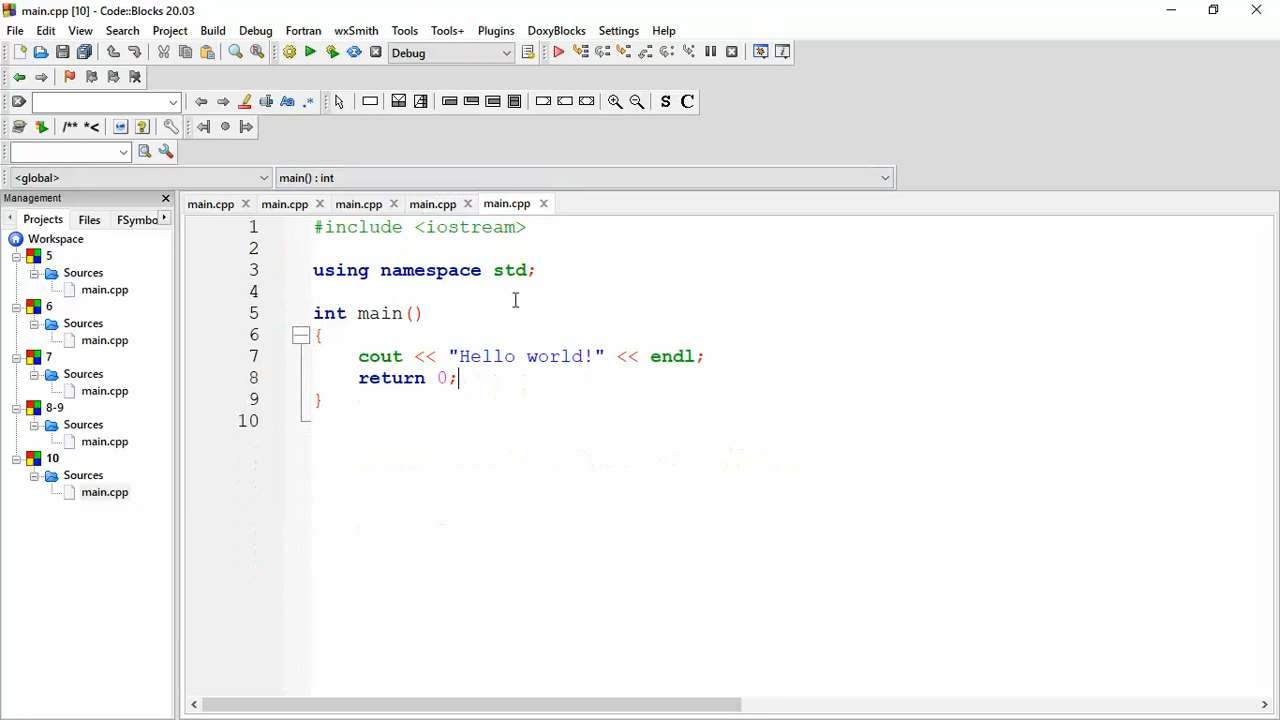 main.cpp [10] - Code::Blocks 20.03
File Edit View Search Project Build Debug Fortran wxSmith Tools Tools+ Plugins DoxyBlocks Settings Help
Debug
/** *<
S C
<global> main() : int
Management
Projects Files FSymbo
main.cpp main.cpp main.cpp main.cpp main.cpp
Workspace
5
Sources
main.cpp
6
Sources
main.cpp
7
Sources
main.cpp
8-9
Sources
main.cpp
10
Sources
main.cpp
1 #include <iostream>
2
3 using namespace std;
4
5 int main()
6 {
7 cout << "Hello world!" << endl;
8 return 0;
9 }
10